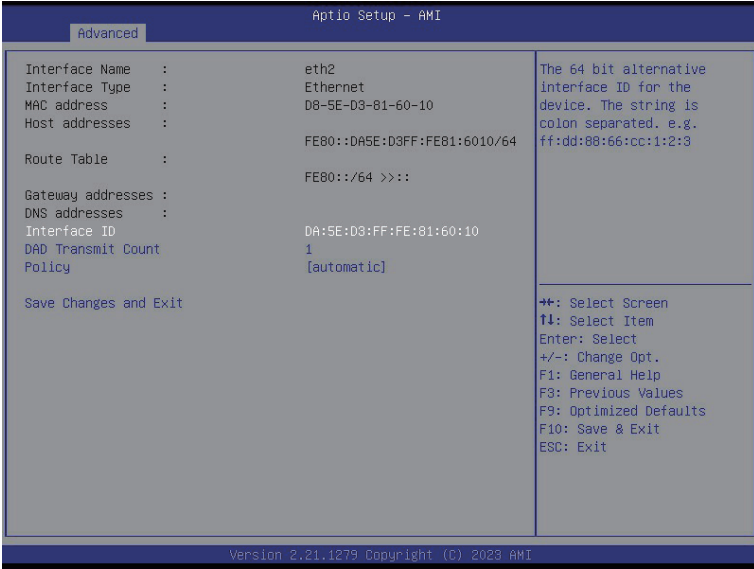 Aptio Setup – AMI
Advanced
Interface Name : eth2
Interface Type : Ethernet
MAC address : D8-5E-D3-81-60-10
Host addresses :
FE80::DA5E:D3FF:FE81:6010/64
Route Table :
FE80::/64 >>::
Gateway addresses :
DNS addresses :
Interface ID DA:5E:D3:FF:FE:81:60:10
DAD Transmit Count 1
Policy [automatic]
Save Changes and Exit
The 64 bit alternative
interface ID for the
device. The string is
colon separated. e.g.
ff:dd:88:66:cc:1:2:3
→←: Select Screen
↑↓: Select Item
Enter: Select
+/-: Change Opt.
F1: General Help
F3: Previous Values
F9: Optimized Defaults
F10: Save & Exit
ESC: Exit
Version 2.21.1279 Copyright (C) 2023 AMI